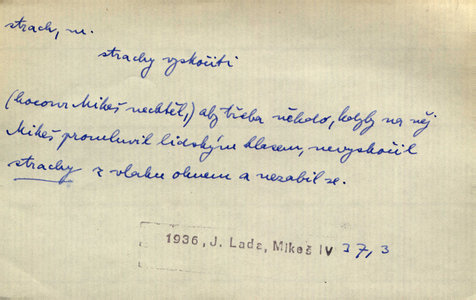 strach, m.
strachy vyskočiti
(kocour Mikeš nechtěl,) aby třeba někdo, kdyby na něj
Mikeš promluvil lidským hlasem, nevyskočil
strachy z vlaku oknem a nezabil se.
1936, J. Lada, Mikeš IV 37, 3